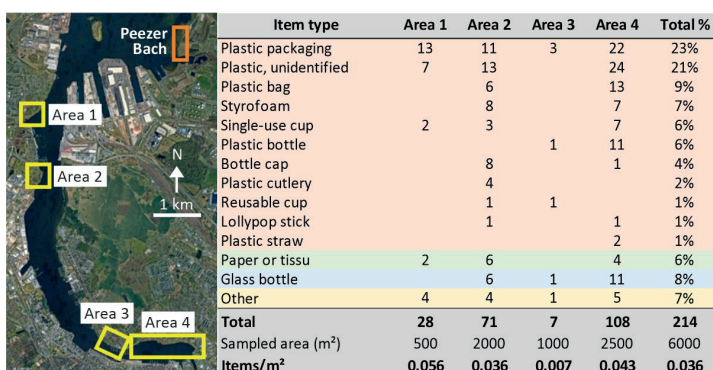 Peezer
Bach
Area 1
Area 2
N
1 km
Area 3
Area 4
Item type Area 1 Area 2 Area 3 Area 4 Total %
Plastic packaging 13 11 3 22 23%
Plastic, unidentified 7 13 24 21%
Plastic bag 6 13 9%
Styrofoam 8 7 7%
Single-use cup 2 3 7 6%
Plastic bottle 1 11 6%
Bottle cap 8 1 4%
Plastic cutlery 4 2%
Reusable cup 1 1 1%
Lollypop stick 1 1 1%
Plastic straw 2 1%
Paper or tissu 2 6 4 6%
Glass bottle 6 1 11 8%
Other 4 4 1 5 7%
Total 28 71 7 108 214
Sampled area (m²) 500 2000 1000 2500 6000
Items/m² 0.056 0.036 0.007 0.043 0.036